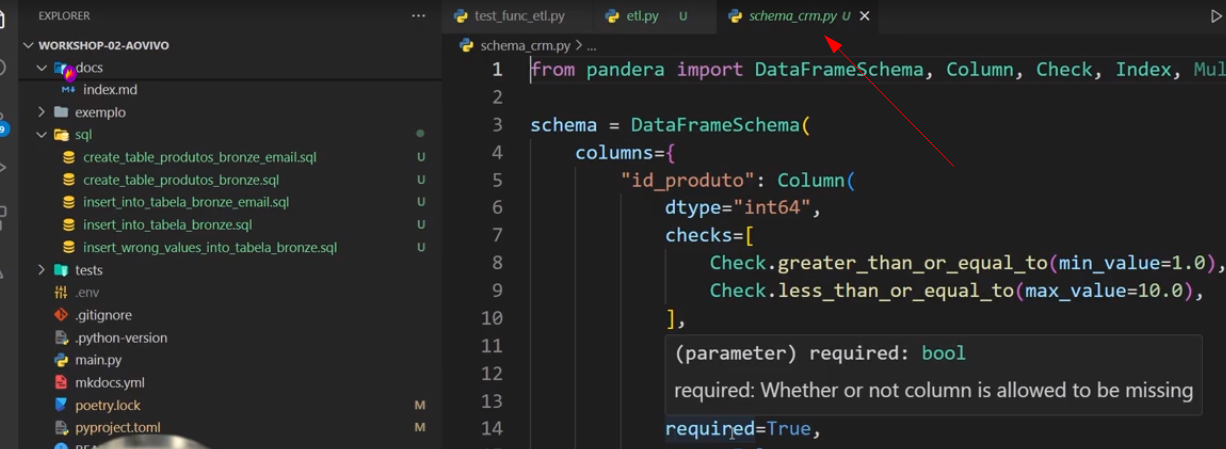 EXPLORER
WORKSHOP-02-AOVIVO
docs
index.md
exemplo
sql
create_table_produtos_bronze_email.sql U
create_table_produtos_bronze.sql U
insert_into_tabela_bronze_email.sql U
insert_into_tabela_bronze.sql U
insert_wrong_values_into_tabela_bronze.sql U
tests
.env
.gitignore
.python-version
main.py
mkdocs.yml
poetry.lock M
pyproject.toml M
test_func_etl.py etl.py U schema_crm.py U
schema_crm.py > ...
1 from pandera import DataFrameSchema, Column, Check, Index, Mul
2
3 schema = DataFrameSchema(
4 columns={
5 "id_produto": Column(
6 dtype="int64",
7 checks=[
8 Check.greater_than_or_equal_to(min_value=1.0),
9 Check.less_than_or_equal_to(max_value=10.0),
10 ],
11
(parameter) required: bool
12
required: Whether or not column is allowed to be missing
13
14 required=True,